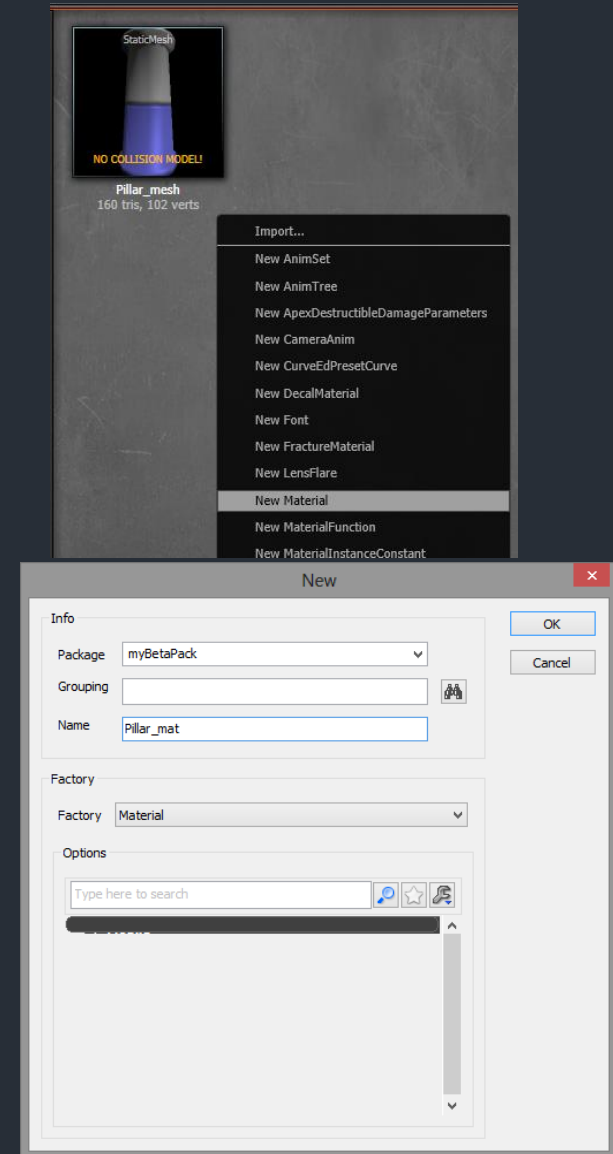 StaticMesh
NO COLLISION MODEL!
Pillar_mesh
160 tris, 102 verts
Import...
New AnimSet
New AnimTree
New ApexDestructibleDamageParameters
New CameraAnim
New CurveEdPresetCurve
New DecalMaterial
New Font
New FractureMaterial
New LensFlare
New Material
New MaterialFunction
New MaterialInstanceConstant
New
Info
OK
Package myBetaPack
Cancel
Grouping
Name Pillar_mat
Factory
Factory Material
Options
Type here to search